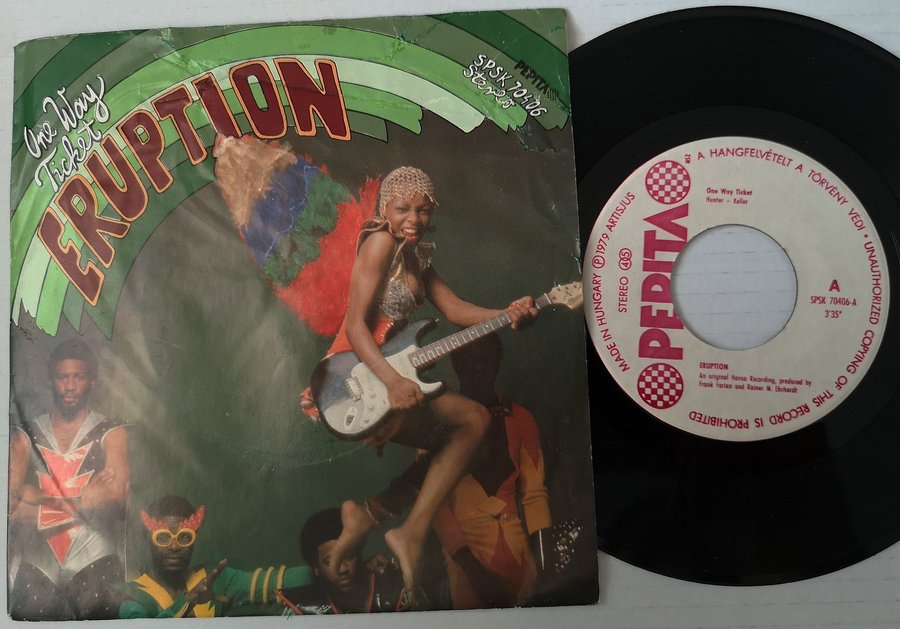 One Way
Ticket
ERUPTION
PEPITA
SPSK 70406
Stereo
A HANGFELVÉTELT A TÖRVÉNY VÉDI • UNAUTHORIZED COPYING OF THIS RECORD IS PROHIBITED
MADE IN HUNGARY Ⓟ 1979 ARTISJUS
STEREO 45
PEPITA
One Way Ticket
Hunter - Keller
A
SPSK 70406-A
3'35"
ERUPTION
An original Hansa Recording, produced by
Frank Farian and Rainer M. Ehrhardt